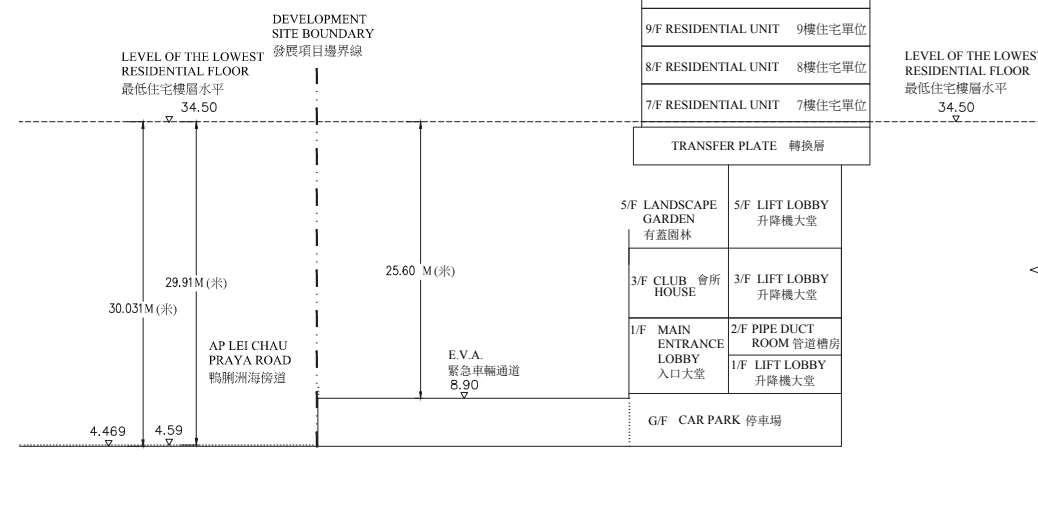 DEVELOPMENT
SITE BOUNDARY
發展項目邊界線
LEVEL OF THE LOWEST
RESIDENTIAL FLOOR
最低住宅樓層水平
34.50
9/F RESIDENTIAL UNIT 9樓住宅單位
8/F RESIDENTIAL UNIT 8樓住宅單位
7/F RESIDENTIAL UNIT 7樓住宅單位
LEVEL OF THE LOWEST
RESIDENTIAL FLOOR
最低住宅樓層水平
34.50
TRANSFER PLATE 轉換層
5/F LANDSCAPE
GARDEN
有蓋園林
5/F LIFT LOBBY
升降機大堂
25.60 M(米)
29.91M(米)
30.031M(米)
3/F CLUB 會所
HOUSE
3/F LIFT LOBBY
升降機大堂
1/F MAIN
ENTRANCE
LOBBY
入口大堂
2/F PIPE DUCT
ROOM 管道槽房
1/F LIFT LOBBY
升降機大堂
AP LEI CHAU
PRAYA ROAD
鴨脷洲海傍道
E.V.A.
緊急車輛通道
8.90
G/F CAR PARK 停車場
4.469
4.59